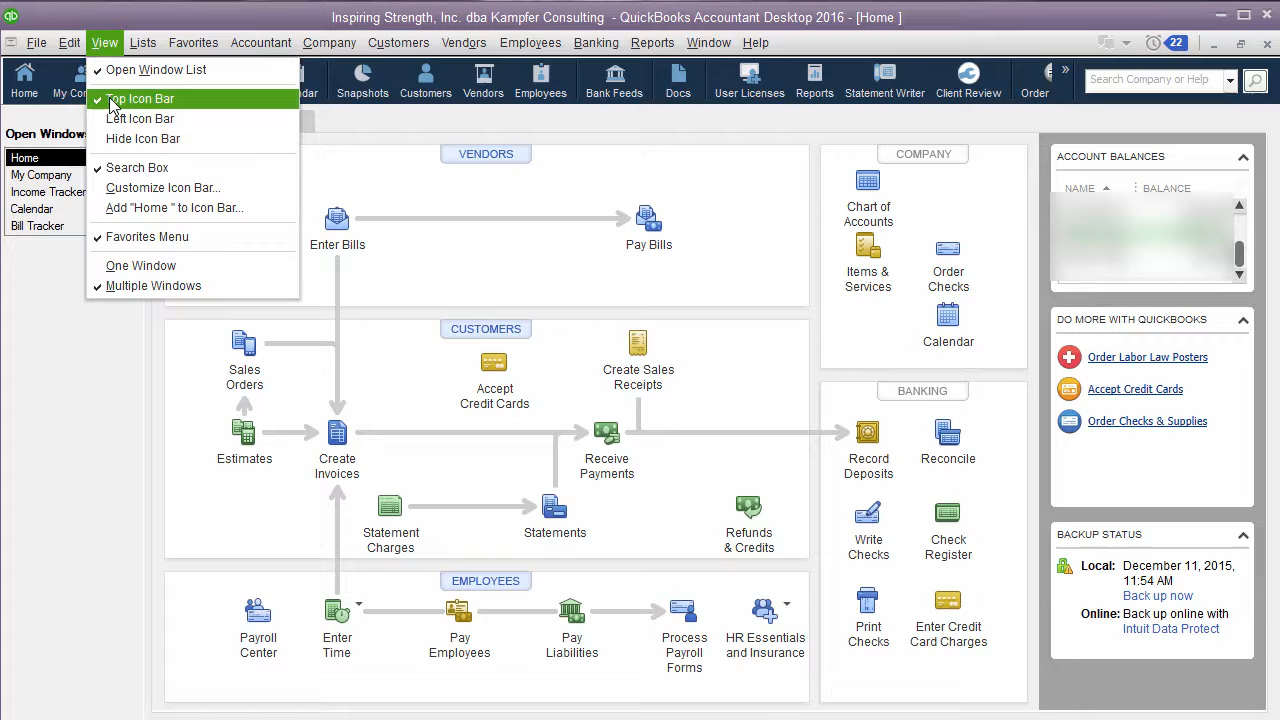 qb
Inspiring Strength, Inc. dba Kampfer Consulting - QuickBooks Accountant Desktop 2016 - [Home ]
File Edit View Lists Favorites Accountant Company Customers Vendors Employees Banking Reports Window Help
22
Home
Snapshots
Customers
Vendors
Employees
Bank Feeds
Docs
User Licenses
Reports
Statement Writer
Client Review
Order
Search Company or Help
Open Window List
Top Icon Bar
Left Icon Bar
Hide Icon Bar
Search Box
Customize Icon Bar...
Add "Home " to Icon Bar...
Favorites Menu
One Window
Multiple Windows
Open Windows
Home
My Company
Income Tracker
Calendar
Bill Tracker
VENDORS
Enter Bills
Pay Bills
CUSTOMERS
Sales
Orders
Accept
Credit Cards
Create Sales
Receipts
Estimates
Create
Invoices
Receive
Payments
Statement
Charges
Statements
Refunds
& Credits
EMPLOYEES
Payroll
Center
Enter
Time
Pay
Employees
Pay
Liabilities
Process
Payroll
Forms
HR Essentials
and Insurance
COMPANY
Chart of
Accounts
Items &
Services
Order
Checks
Calendar
BANKING
Record
Deposits
Reconcile
Write
Checks
Check
Register
Print
Checks
Enter Credit
Card Charges
ACCOUNT BALANCES
NAME BALANCE
DO MORE WITH QUICKBOOKS
Order Labor Law Posters
Accept Credit Cards
Order Checks & Supplies
BACKUP STATUS
Local: December 11, 2015,
11:54 AM
Back up now
Online: Back up online with
Intuit Data Protect